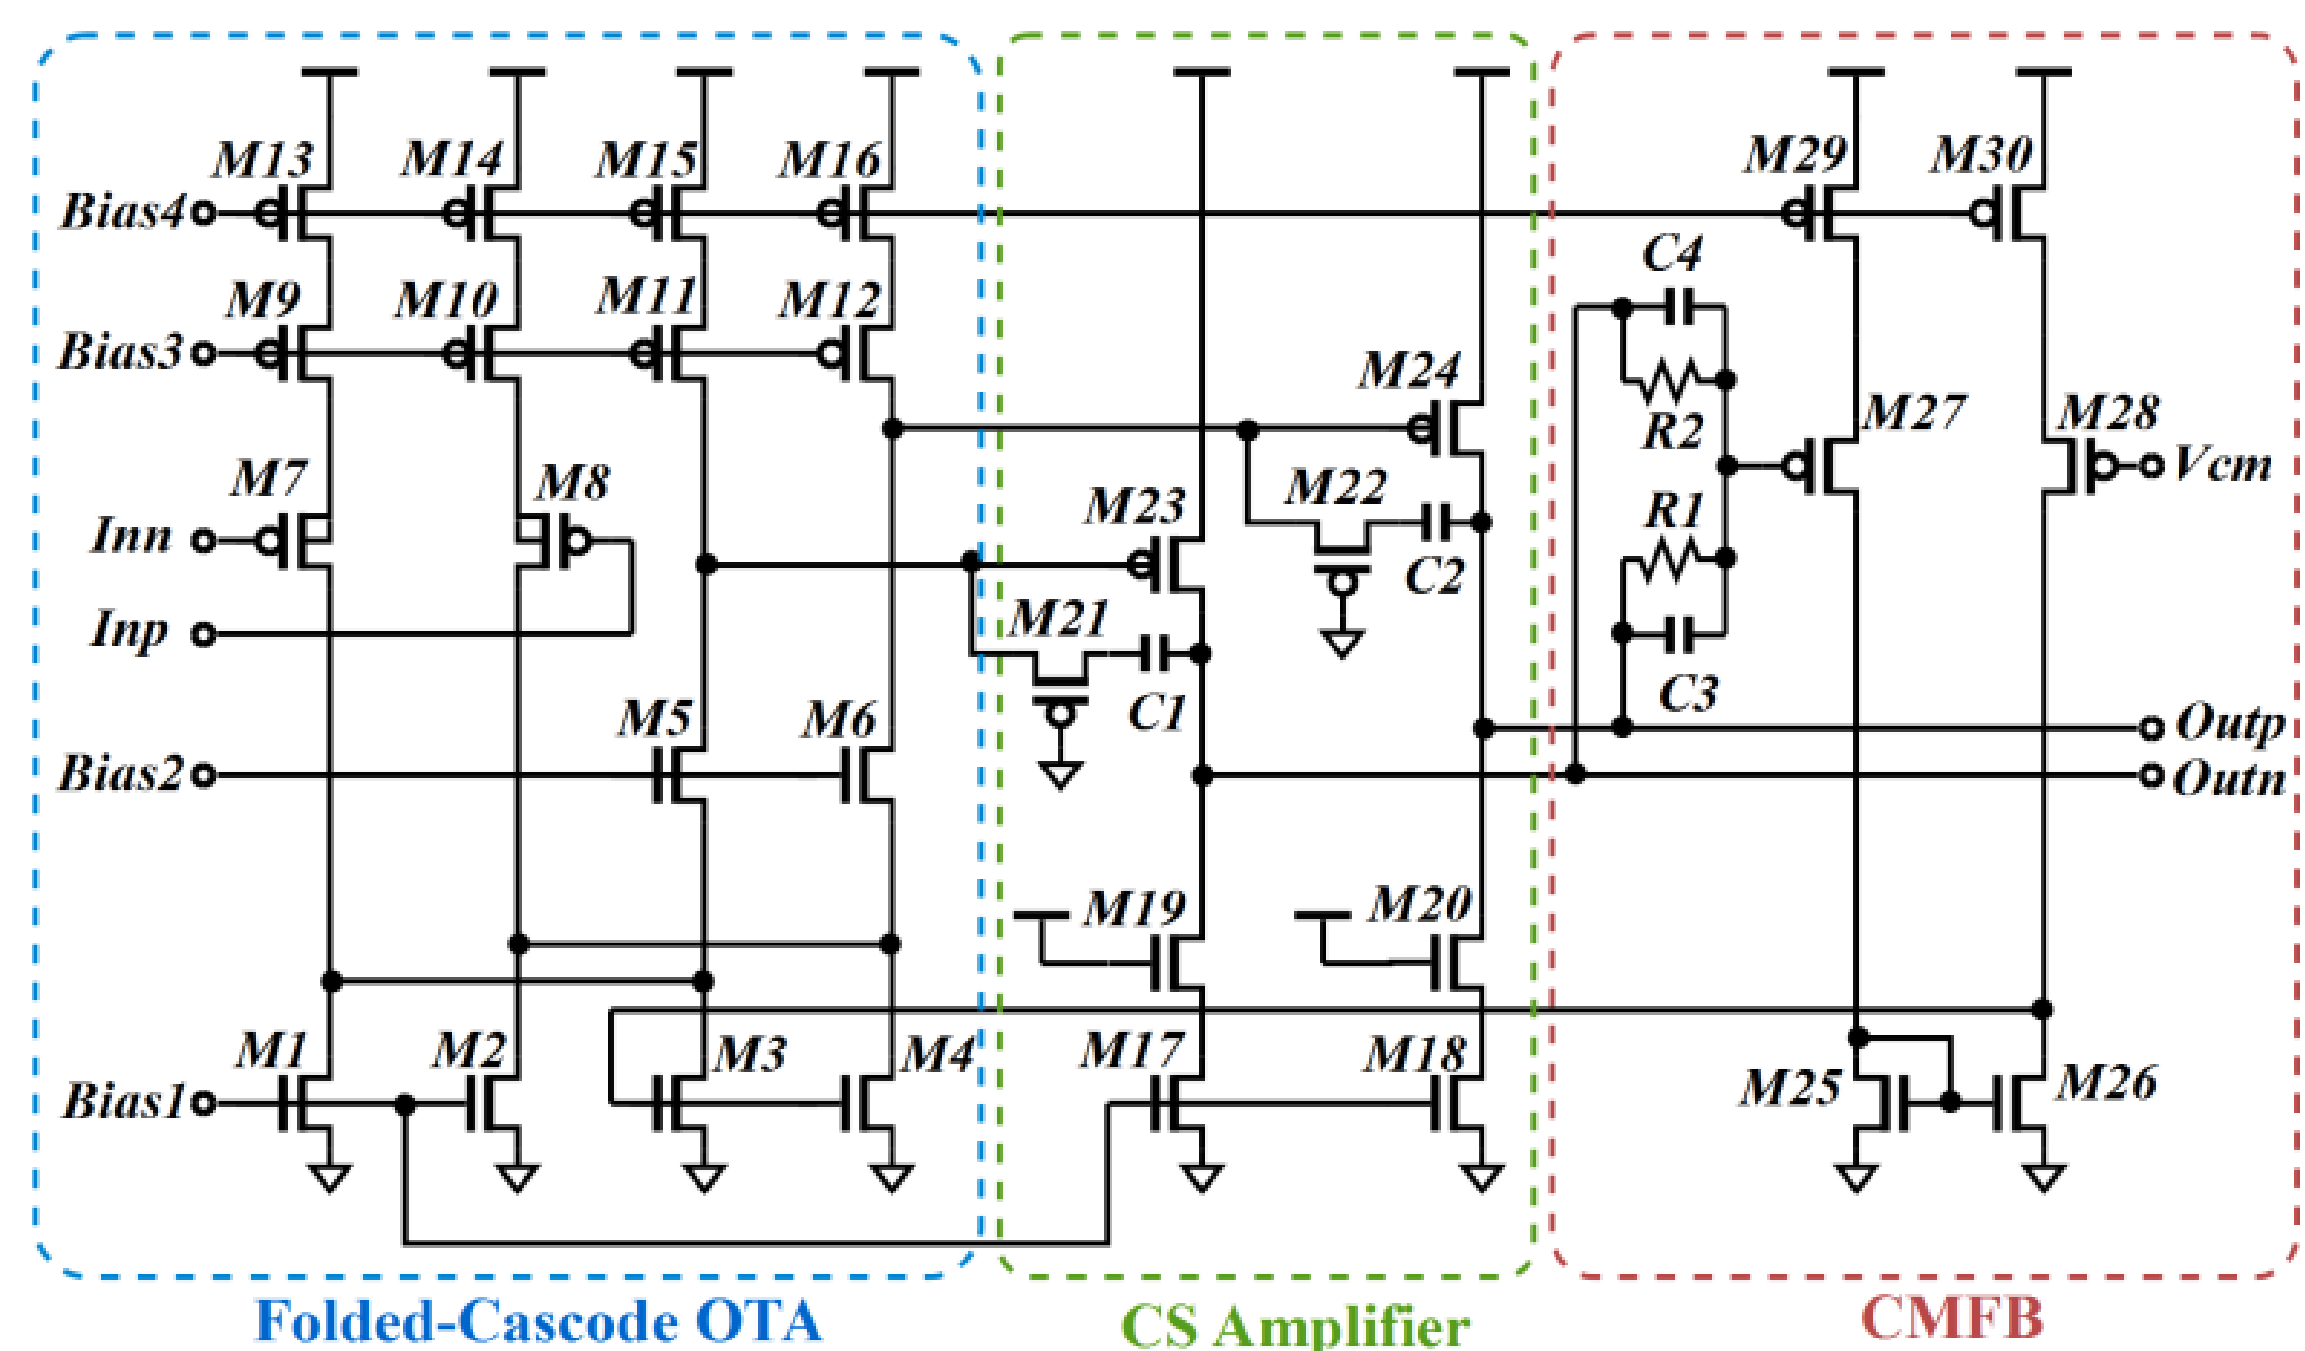 M13 M14 M15 M16 M29 M30
Bias4
C4
M9 M10 M11 M12
Bias3
M24
R2 M27 M28
M7 M8 M22 Vcm
M23 R1
Inn
C2
Inp M21
C1 C3
M5 M6 Outp
Bias2 Outn
M19 M20
M1 M2 M3 M4 M17 M18
Bias1 M25 M26
Folded-Cascode OTA CS Amplifier CMFB